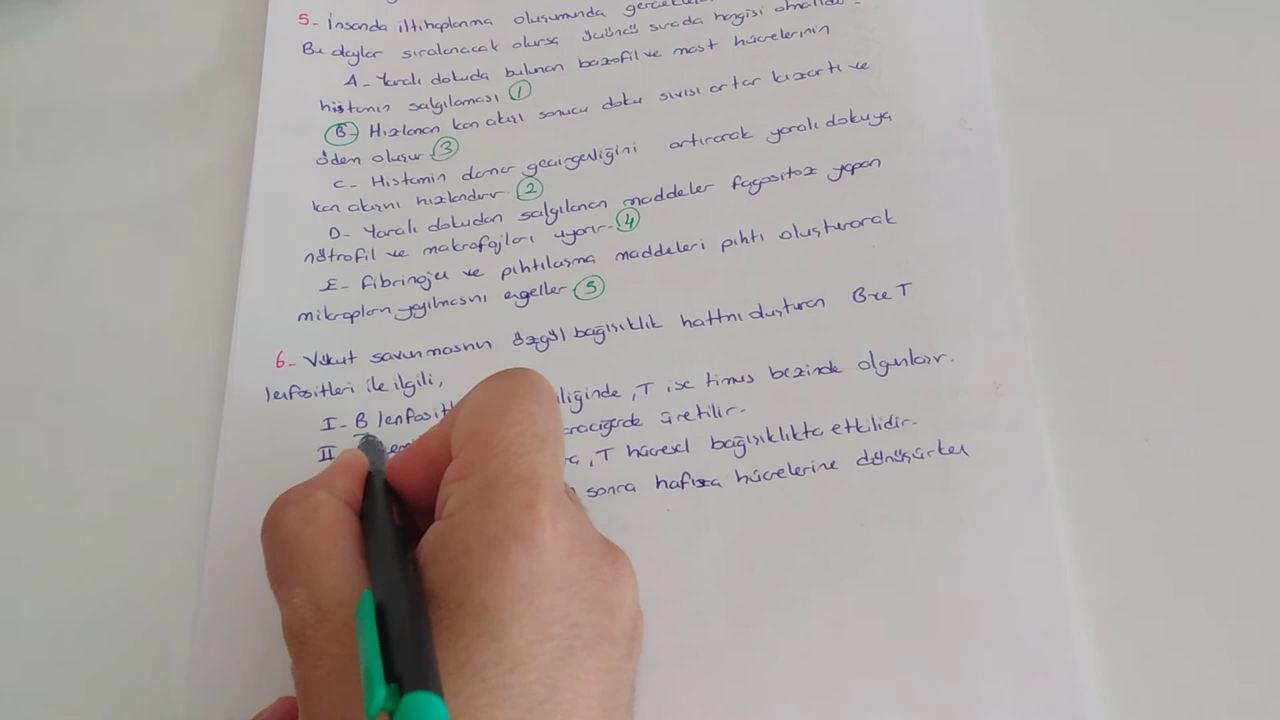 5- İnsanda iltihaplanma oluşumunda
Bu olaylar sıralanacak olursa üçüncü sırada hangisi olmalıdır
A- Yaralı dokuda bulunan bazofil ve mast hücrelerinin
histamin salgılaması 1
B- Hızlanan kan akışı sonucu doku sıvısı artar kızartı ve
ödem oluşur 3
C- Histamin damar geçirgenliğini artırarak yaralı dokuya
kan akışını hızlandırır. 2
D- Yaralı dokudan salgılanan maddeler fagositoz yapan
nötrofil ve makrofajları uyarır. 4
E- Fibrinojen ve pıhtılaşma maddeleri pıhtı oluşturarak
mikropların yayılmasını engeller 5
6- Vücut savunmasının özgül bağışıklık hattını oluşturan B ve T
lenfositleri ile ilgili,
I- B lenfositl iliğinde, T ise timus bezinde olgunlaşır.
II araciğerde üretilir.
, T hücresel bağışıklıkta etkilidir.
sonra hafıza hücrelerine dönüşürken